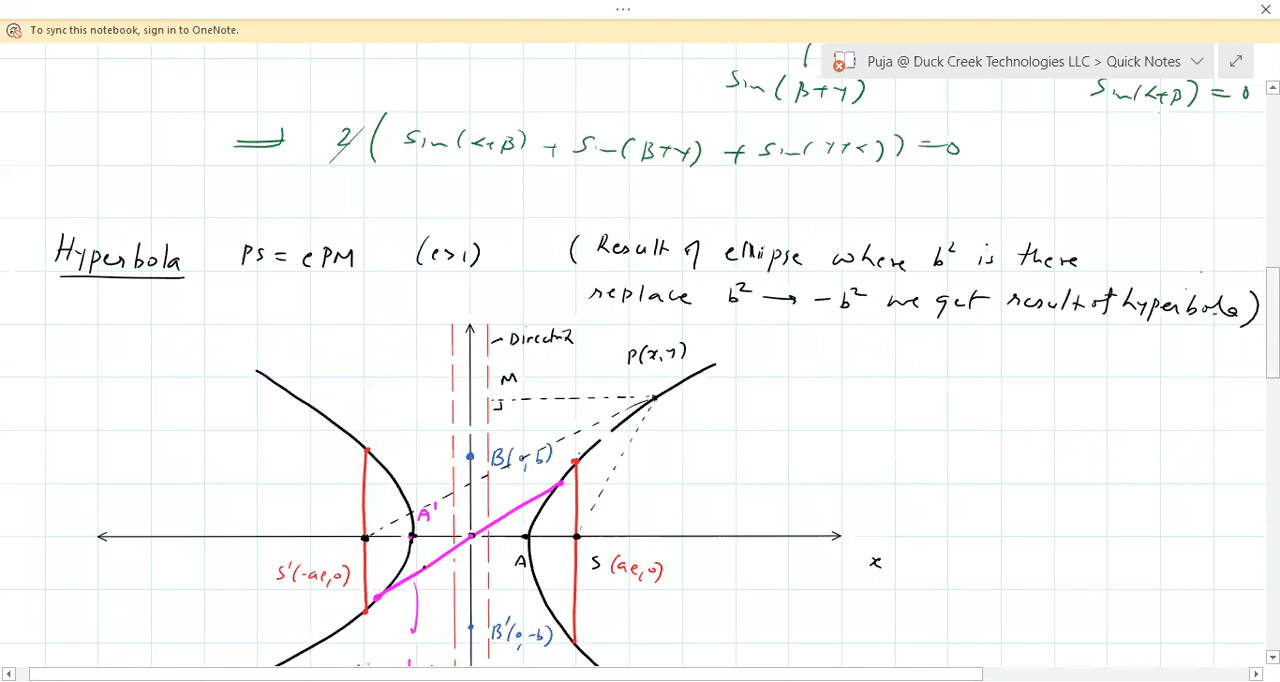 To sync this notebook, sign in to OneNote.
Puja @ Duck Creek Technologies LLC > Quick Notes
Sin(β+γ)
Sin(α+β) = 0
⟹ 2(Sin(α+β) + Sin(β+γ) + Sin(γ+α)) = 0
Hyperbola PS = ePM (e>1) (Result of ellipse where b² is there
replace b² → -b² we get result of hyperbola)
Directrix
P(x,y)
M
B(0,b)
A'
S'(-ae,0)
A
S (ae,0)
x
B'(0,-b)